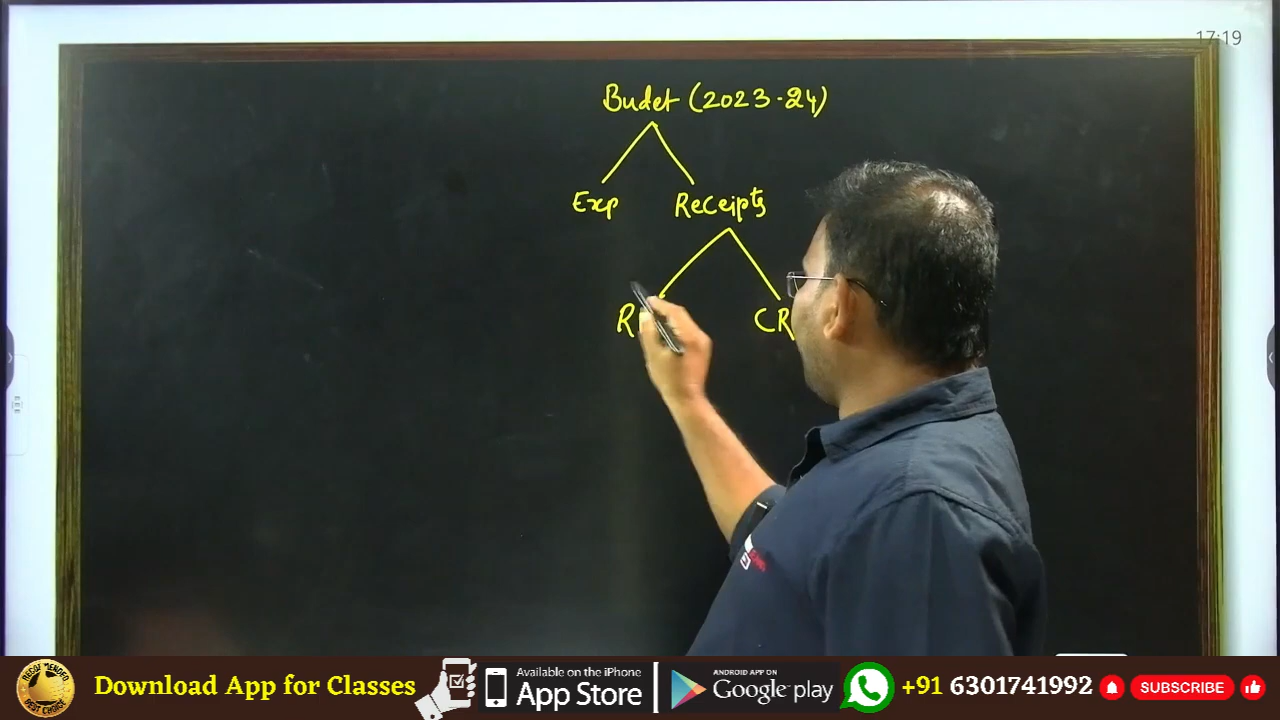 17:19
Budet (2023-24)
Exp Receipts
R CR
Download App for Classes
Available on the iPhone
App Store
ANDROID APP ON
Google play
+91 6301741992
SUBSCRIBE